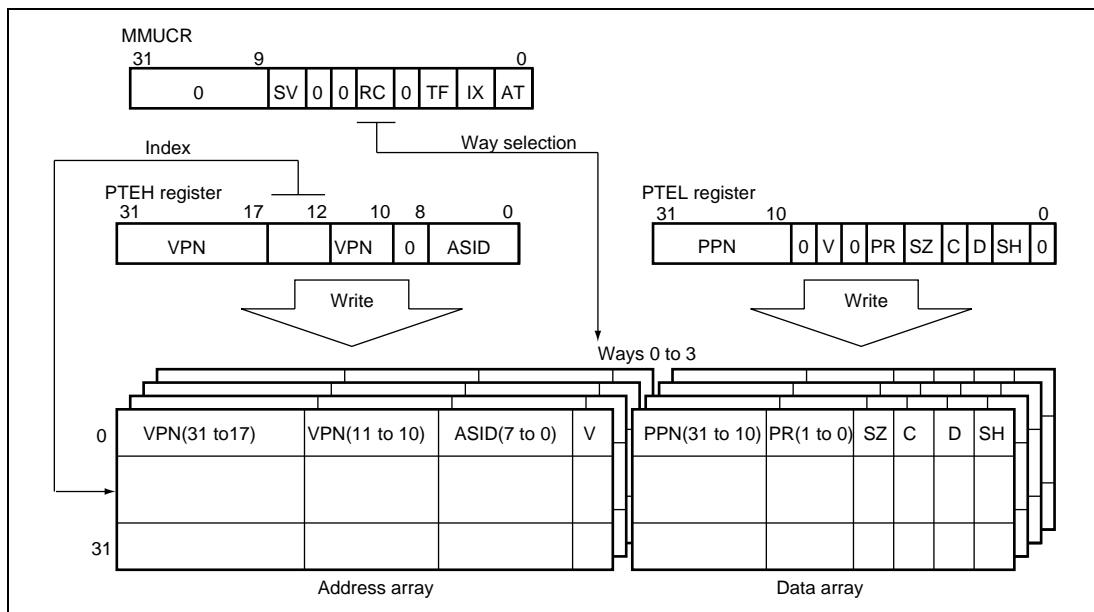 MMUCR
31 9 0
0 SV 0 0 RC 0 TF IX AT
Index
Way selection
PTEH register
31 17 12 10 8 0
VPN VPN 0 ASID
PTEL register
31 10 0
PPN 0 V 0 PR SZ C D SH 0
Write
Write
Ways 0 to 3
0
VPN(31 to17) VPN(11 to 10) ASID(7 to 0) V
PPN(31 to 10) PR(1 to 0) SZ C D SH
31
Address array
Data array